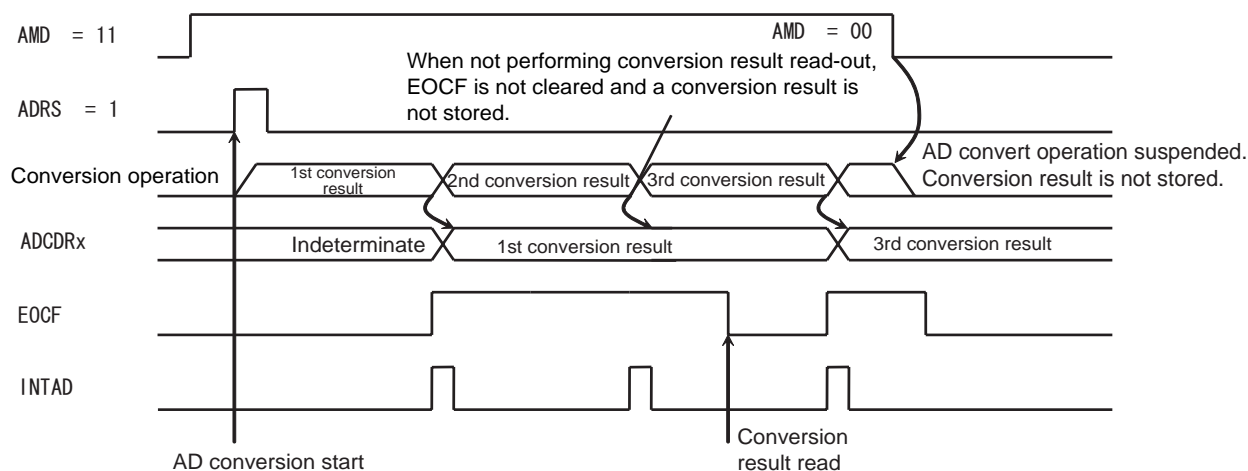 AMD = 11
AMD = 00
When not performing conversion result read-out,
EOCF is not cleared and a conversion result is
not stored.
ADRS = 1
AD convert operation suspended.
Conversion result is not stored.
Conversion operation
1st conversion
result
2nd conversion result
3rd conversion result
ADCDRx
Indeterminate
1st conversion result
3rd conversion result
EOCF
INTAD
AD conversion start
Conversion
result read